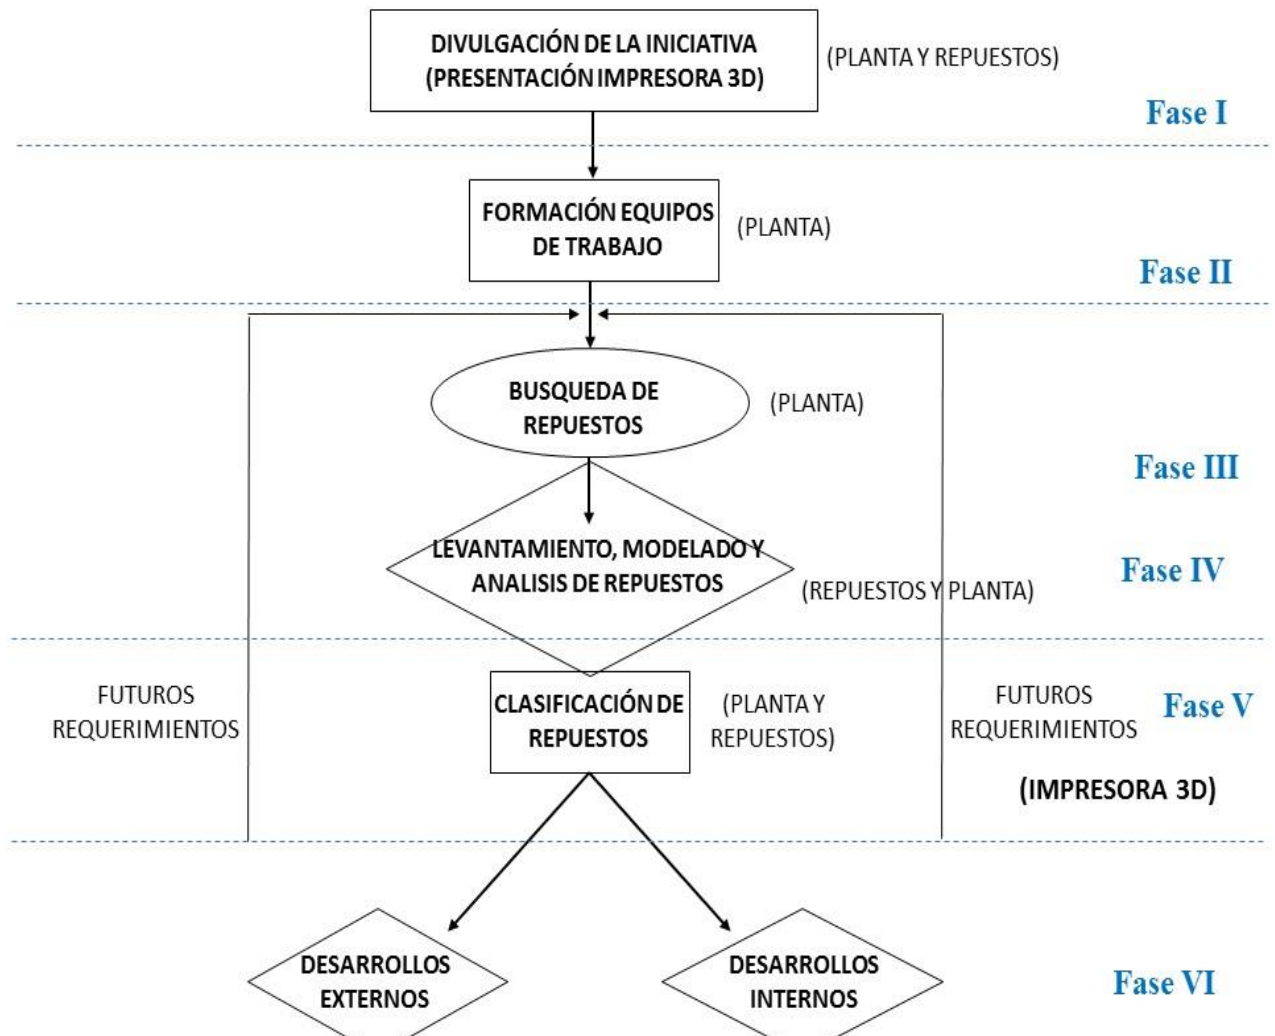 DIVULGACIÓN DE LA INICIATIVA
(PRESENTACIÓN IMPRESORA 3D)
(PLANTA Y REPUESTOS)
Fase I
FORMACIÓN EQUIPOS
DE TRABAJO
(PLANTA)
Fase II
BUSQUEDA DE
REPUESTOS
(PLANTA)
Fase III
LEVANTAMIENTO, MODELADO Y
ANALISIS DE REPUESTOS
(REPUESTOS Y PLANTA)
Fase IV
FUTUROS
REQUERIMIENTOS
CLASIFICACIÓN DE
REPUESTOS
(PLANTA Y
REPUESTOS)
FUTUROS
REQUERIMIENTOS
Fase V
(IMPRESORA 3D)
DESARROLLOS
EXTERNOS
DESARROLLOS
INTERNOS
Fase VI